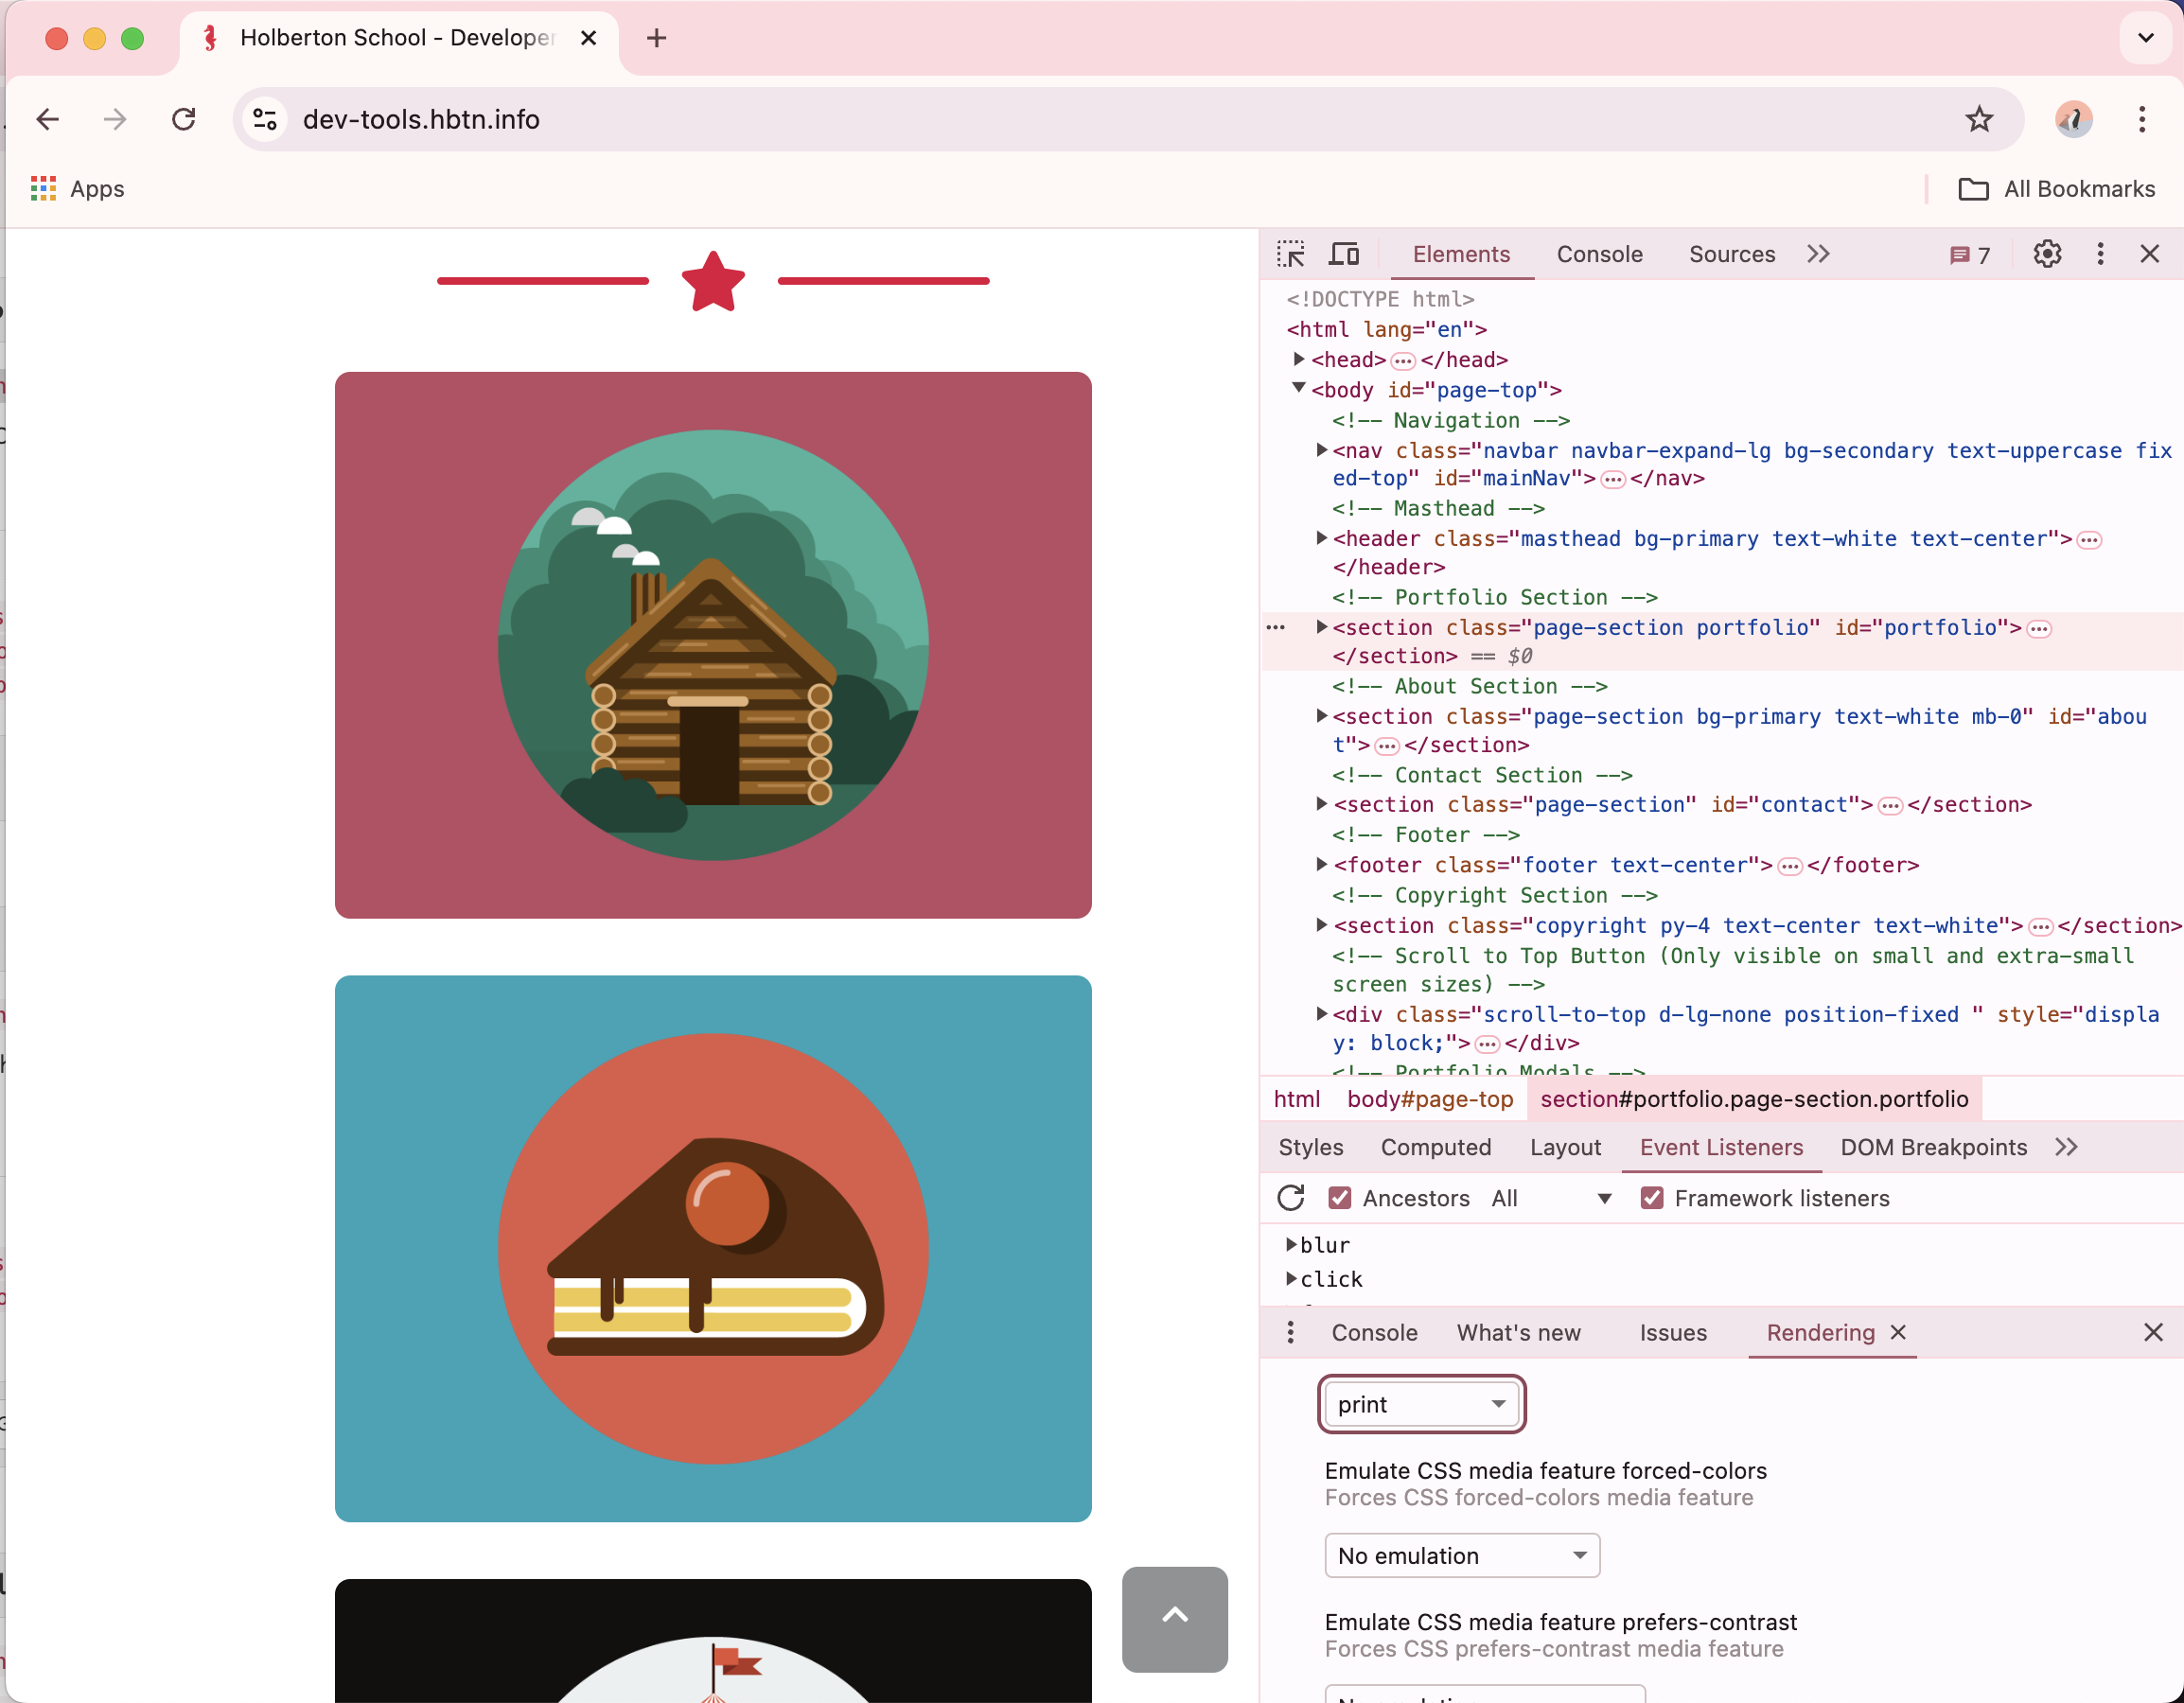 Holberton School - Developer
dev-tools.hbtn.info
Apps
All Bookmarks
Elements Console Sources 7
<!DOCTYPE html>
<html lang="en">
<head> </head>
<body id="page-top">
<!-- Navigation -->
<nav class="navbar navbar-expand-lg bg-secondary text-uppercase fix
ed-top" id="mainNav"> </nav>
<!-- Masthead -->
<header class="masthead bg-primary text-white text-center">
</header>
<!-- Portfolio Section -->
<section class="page-section portfolio" id="portfolio">
</section> == $0
<!-- About Section -->
<section class="page-section bg-primary text-white mb-0" id="abou
t"> </section>
<!-- Contact Section -->
<section class="page-section" id="contact"> </section>
<!-- Footer -->
<footer class="footer text-center"> </footer>
<!-- Copyright Section -->
<section class="copyright py-4 text-center text-white"> </section>
<!-- Scroll to Top Button (Only visible on small and extra-small
screen sizes) -->
<div class="scroll-to-top d-lg-none position-fixed " style="displa
y: block;"> </div>
<!-- Portfolio Modals -->
html body#page-top section#portfolio.page-section.portfolio
Styles Computed Layout Event Listeners DOM Breakpoints
Ancestors All Framework listeners
blur
click
Console What's new Issues Rendering
print
Emulate CSS media feature forced-colors
Forces CSS forced-colors media feature
No emulation
Emulate CSS media feature prefers-contrast
Forces CSS prefers-contrast media feature
No emulation